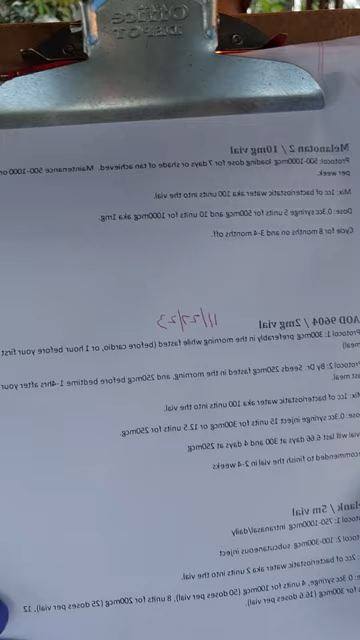 Office
DEPOT
Melanotan 2 / 10mg vial
Protocol: 500-1000mcg loading dose for 7 days or shade of tan achieved. Maintenance 500-1000
per week.
Mix: 1cc of bacteriostatic water aka 100 units into the vial.
Dose: 0.3cc syringe 5 units for 500mcg and 10 units for 1000mcg aka 1mg.
Cycle for 8 months on and 3-4 months off.
11/27/23
AOD 9604 / 2mg vial
Protocol 1: 300mcg preferably in the morning while fasted (before cardio, or 1 hour before your first
meal)
Protocol 2: By Dr. Seeds 250mcg fasted in the morning, and 250mcg before bedtime 1-4hrs after your
last meal.
Mix: 1cc of bacteriostatic water aka 100 units into the vial.
Dose: 0.3cc syringe inject 15 units for 300mcg or 12.5 units for 250mcg.
vial will last 6.66 days at 300 and 4 days at 250mcg
recommended to finish the vial in 2-4 weeks
elank / 5m vial
1: 750-1000mcg intranasal/daily
2: 100-300mcg subcutaneous inject
2cc of bacteriostatic water aka 2 units into the vial.
0.3cc syringe, 4 units for 100mcg (50 doses per vial), 8 units for 200mcg (25 doses per vial), 12
for 300mcg (16.6 doses per vial).